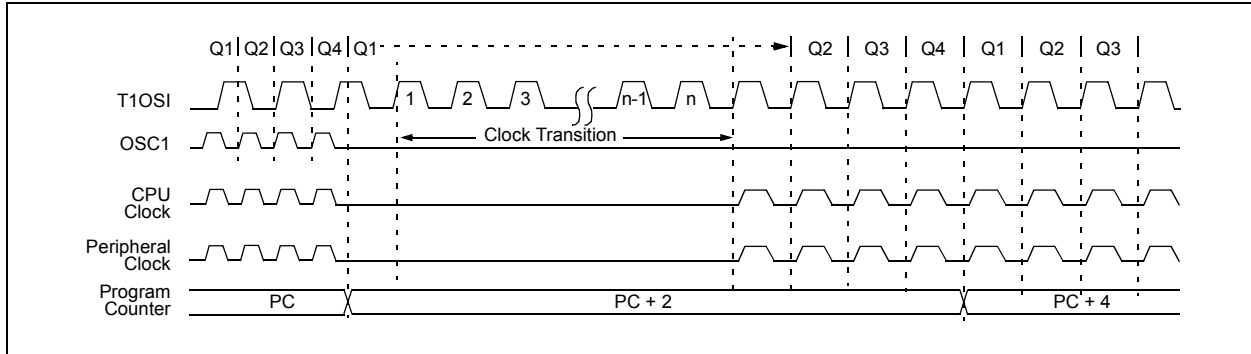 Q1 Q2 Q3 Q4 Q1 Q2 Q3 Q4 Q1 Q2 Q3
T1OSI 1 2 3 n-1 n
Clock Transition
OSC1
CPU
Clock
Peripheral
Clock
Program
Counter
PC PC + 2 PC + 4